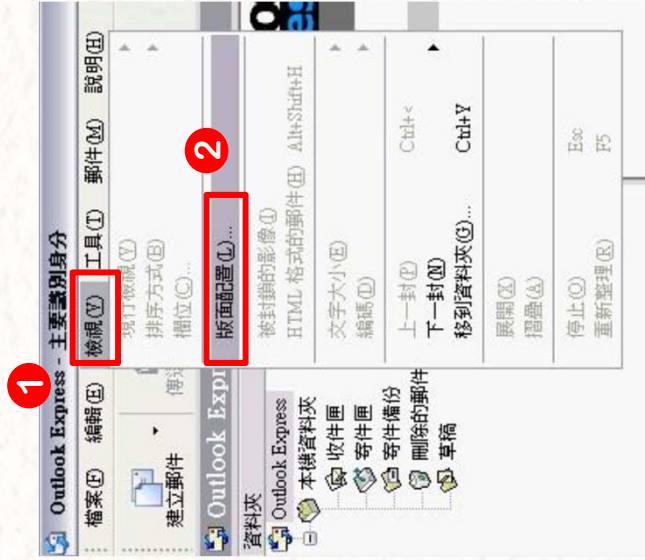 1
Outlook Express - 主要識別身分
檔案(F) 編輯(E) 檢視(V) 工具(T) 郵件(M) 說明(H)
現行檢視(V)
排序方式(B)
欄位(C)...
2
版面配置(L)...
被封鎖的影像(I)
HTML 格式的郵件(H) Alt+Shift+H
文字大小(E)
編碼(D)
上一封(P) Ctrl+<
下一封(N)
移到資料夾(G)... Ctrl+Y
展開(X)
摺疊(A)
停止(O) Esc
重新整理(R) F5
建立郵件
Outlook Expr
資料夾
Outlook Express
本機資料夾
收件匣
寄件匣
寄件備份
刪除的郵件
草稿